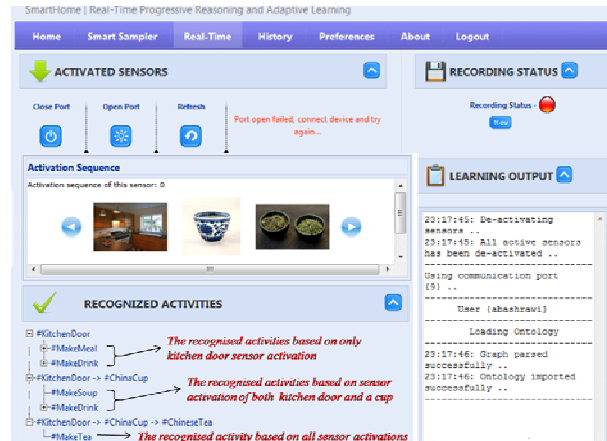 SmartHome | Real-Time Progressive Reasoning and Adaptive Learning
Home Smart Sampler Real-Time History Preferences About Logout
ACTIVATED SENSORS
Close Port Open Port Refresh
Port open failed, connect device and try
again ..
Activation Sequence
Activation sequence of this sensor: 0
RECOGNIZED ACTIVITIES
#KitchenDoor
#MakeMeal
#MakeDrink
The recognised activities based on only
kitchen door sensor activation
#KitchenDoor -> #ChinaCup
#MakeSoup
#MakeDrink
The recognised activities based on sensor
activation of both kitchen door and a cup
#KitchenDoor -> #ChinaCup -> #ChineseTea
#MakeTea
The recognised activity based on all sensor activations
RECORDING STATUS
Recording Status -
New
LEARNING OUTPUT
23:17:45: De-activating
sensors ..
23:17:45: All active sensors
has been de-activated ..
Using communication port
{9} ..
User {abashrawi}
Loading Ontology
23:17:46: Graph parsed
successfully ..
23:17:46: Ontology imported
successfully ..